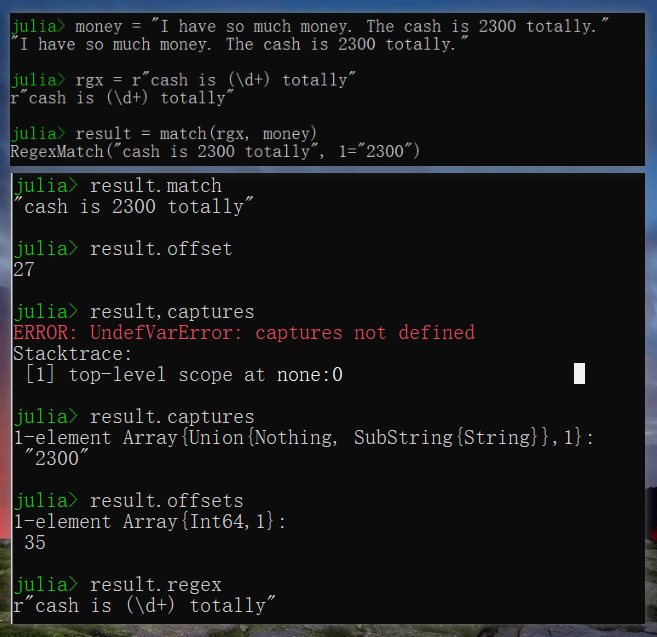 julia> money = "I have so much money. The cash is 2300 totally."
"I have so much money. The cash is 2300 totally."
julia> rgx = r"cash is (\d+) totally"
r"cash is (\d+) totally"
julia> result = match(rgx, money)
RegexMatch("cash is 2300 totally", 1="2300")
julia> result.match
"cash is 2300 totally"
julia> result.offset
27
julia> result,captures
ERROR: UndefVarError: captures not defined
Stacktrace:
 [1] top-level scope at none:0
julia> result.captures
1-element Array{Union{Nothing, SubString{String}},1}:
 "2300"
julia> result.offsets
1-element Array{Int64,1}:
 35
julia> result.regex
r"cash is (\d+) totally"